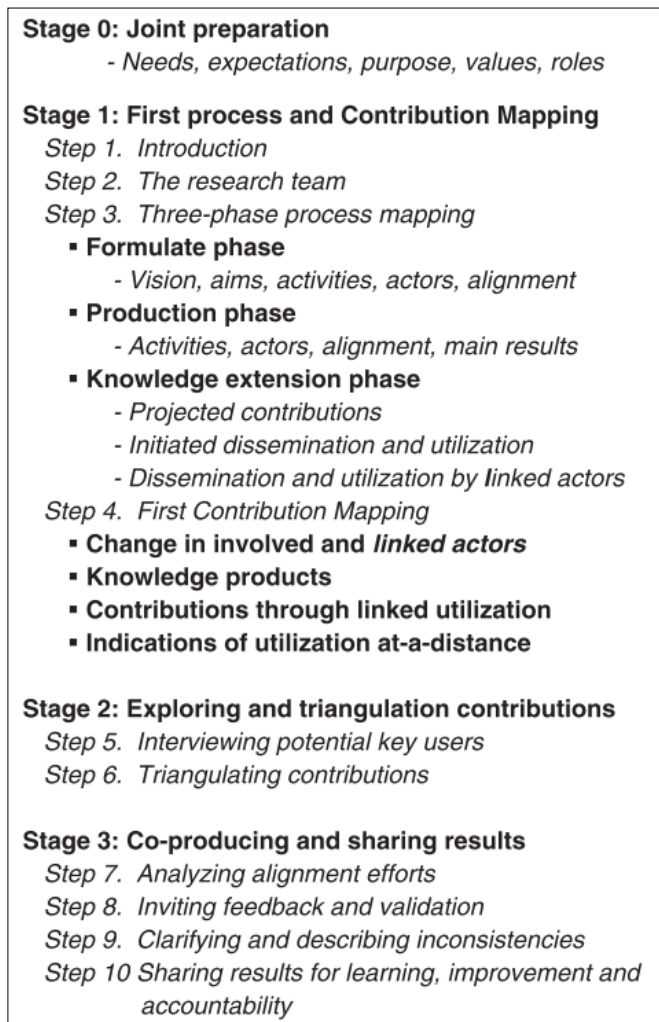 Stage 0: Joint preparation
- Needs, expectations, purpose, values, roles
Stage 1: First process and Contribution Mapping
Step 1. Introduction
Step 2. The research team
Step 3. Three-phase process mapping
▪ Formulate phase
- Vision, aims, activities, actors, alignment
▪ Production phase
- Activities, actors, alignment, main results
▪ Knowledge extension phase
- Projected contributions
- Initiated dissemination and utilization
- Dissemination and utilization by linked actors
Step 4. First Contribution Mapping
▪ Change in involved and linked actors
▪ Knowledge products
▪ Contributions through linked utilization
▪ Indications of utilization at-a-distance
Stage 2: Exploring and triangulation contributions
Step 5. Interviewing potential key users
Step 6. Triangulating contributions
Stage 3: Co-producing and sharing results
Step 7. Analyzing alignment efforts
Step 8. Inviting feedback and validation
Step 9. Clarifying and describing inconsistencies
Step 10 Sharing results for learning, improvement and
accountability